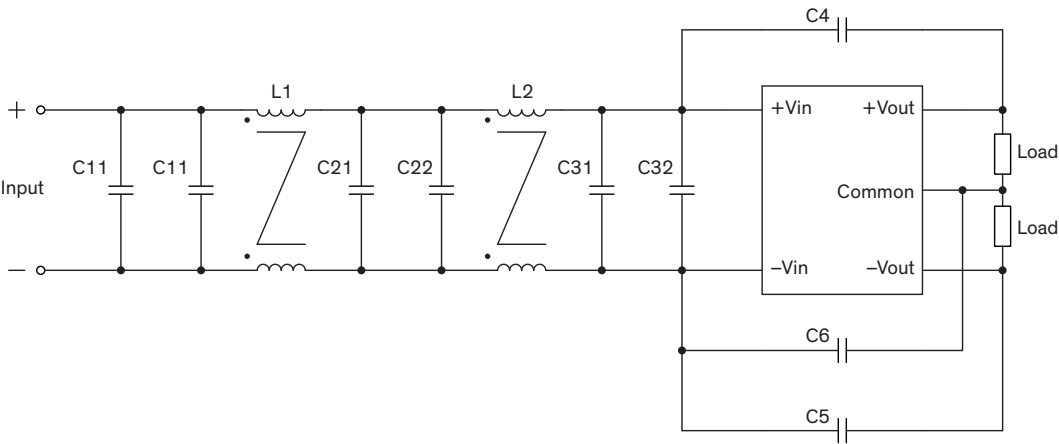 C4
L1
L2
+
+Vin
+Vout
C11
C11
C21
C22
C31
C32
Load
Input
Common
Load
−
−Vin
−Vout
C6
C5